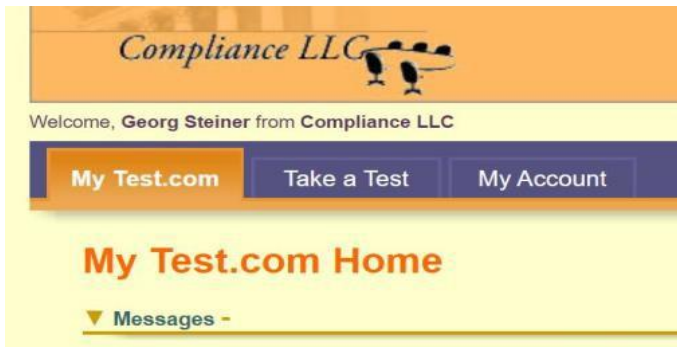 Compliance LLC
Welcome, Georg Steiner from Compliance LLC
My Test.com Take a Test My Account
My Test.com Home
▼ Messages -